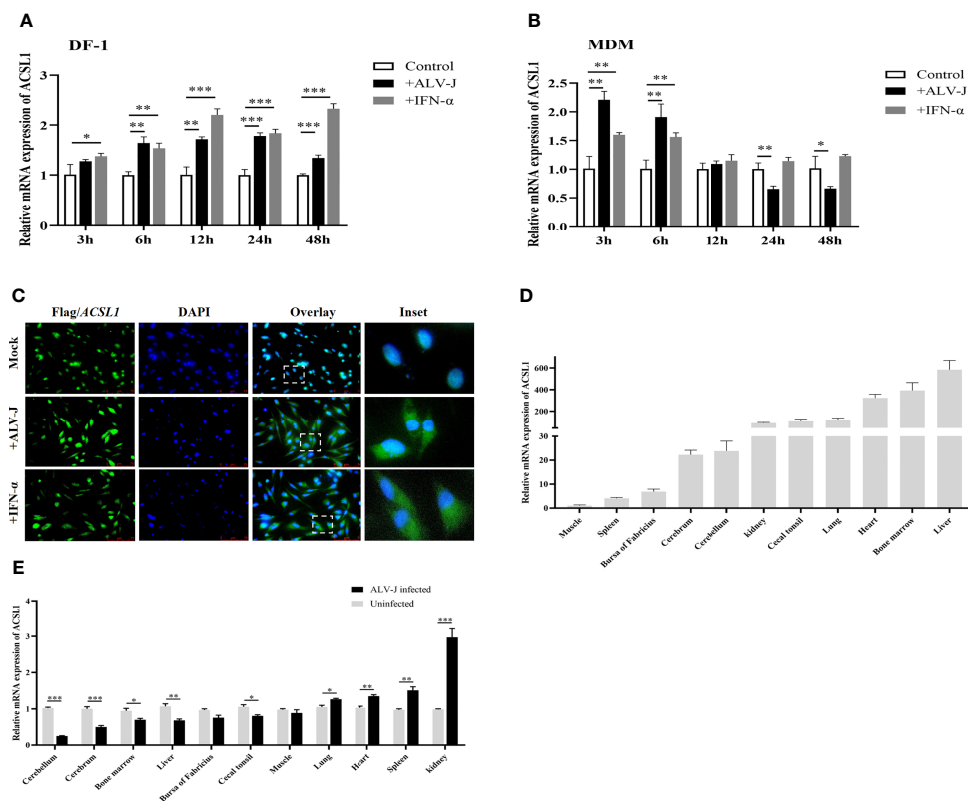 A
DF-1
Relative mRNA expression of ACSL1
3
2
1
0
* ** ** ** *** *** *** *** ***
3h 6h 12h 24h 48h
Control
+ALV-J
+IFN-α
B
MDM
Relative mRNA expression of ACSL1
2.5
2.0
1.5
1.0
0.5
0.0
** ** ** ** ** *
3h 6h 12h 24h 48h
Control
+ALV-J
+IFN-α
C
Flag/ACSL1 DAPI Overlay Inset
Mock
+ALV-J
+IFN-α
D
Relative mRNA expression of ACSL1
600
400
200
30
20
10
0
Muscle Spleen Bursa of Fabricius Cerebrum Cerebellum kidney Cecal tonsil Lung Heart Bone marrow Liver
E
ALV-J infected
Uninfected
Relative mRNA expression of ACSL1
4
3
2
1
0
*** *** * ** * * ** ** ***
Cerebellum Cerebrum Bone marrow Liver Bursa of Fabricius Cecal tonsil Muscle Lung Heart Spleen kidney